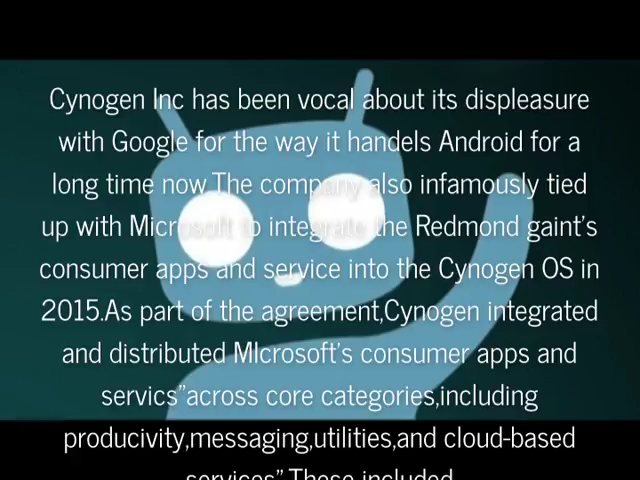 Cynogen Inc has been vocal about its displeasure
with Google for the way it handels Android for a
long time now.The company also infamously tied
up with Microsoft to integrate the Redmond gaint's
consumer apps and service into the Cynogen OS in
2015.As part of the agreement,Cynogen integrated
and distributed MIcrosoft's consumer apps and
servics"across core categories,including
producivity,messaging,utilities,and cloud-based
services".These included